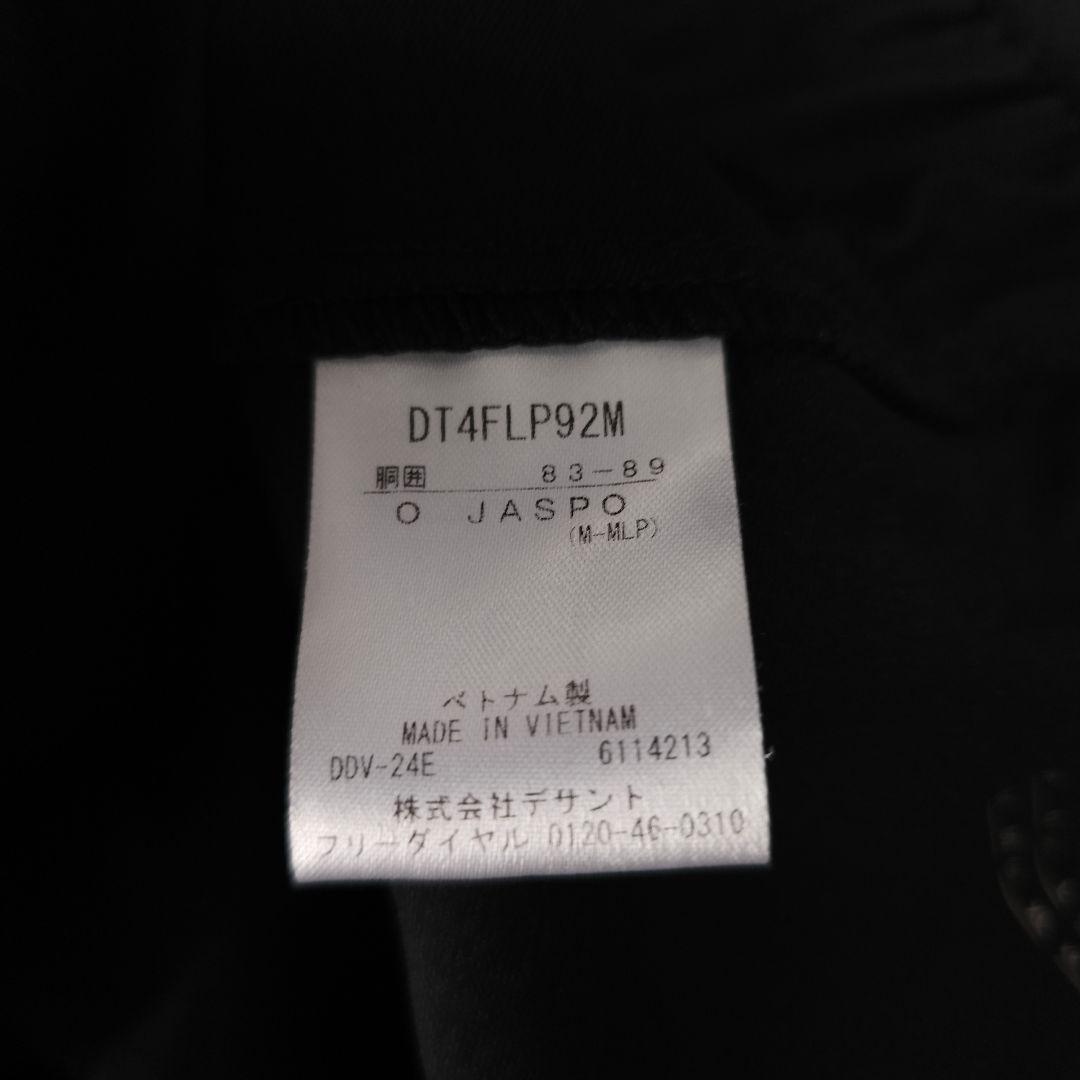 DT4FLP92M
胴囲 83-89
O JASPO
(M-MLP)
ベトナム製
MADE IN VIETNAM
DDV-24E 6114213
株式会社デサント
フリーダイヤル 0120-46-0310